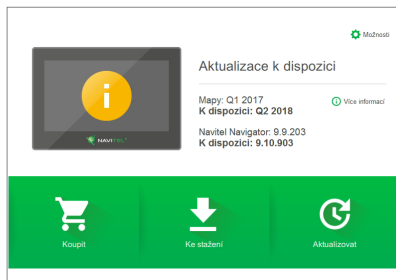 Možnosti
Aktualizace k dispozici
Mapy: Q1 2017
K dispozici: Q2 2018
Více informací
Navitel Navigator: 9.9.203
K dispozici: 9.10.903
NAVITEL
Koupit
Ke stažení
Aktualizovat